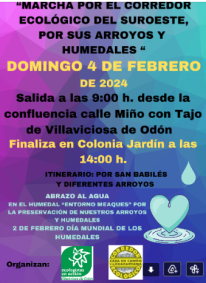 "MARCHA POR EL CORREDOR
ECOLÓGICO DEL SUROESTE,
POR SUS ARROYOS Y
HUMEDALES "
DOMINGO 4 DE FEBRERO
DE 2024
Salida a las 9:00 h. desde la
confluencia calle Miño con Tajo
de Villaviciosa de Odón
Finaliza en Colonia Jardín a las
14:00 h.
ITINERARIO: POR SAN BABILÉS
Y DIFERENTES ARROYOS
ABRAZO AL AGUA
EN EL HUMEDAL "ENTORNO MEAQUES" POR
LA PRESERVACIÓN DE NUESTROS ARROYOS
Y HUMEDALES
2 DE FEBRERO DÍA MUNDIAL DE LOS
HUMEDALES
Organizan:
ecologistas
en acción